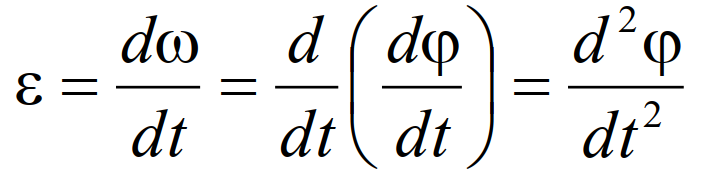 ε = dω/dt = d/dt (dφ/dt) = d²φ/dt²